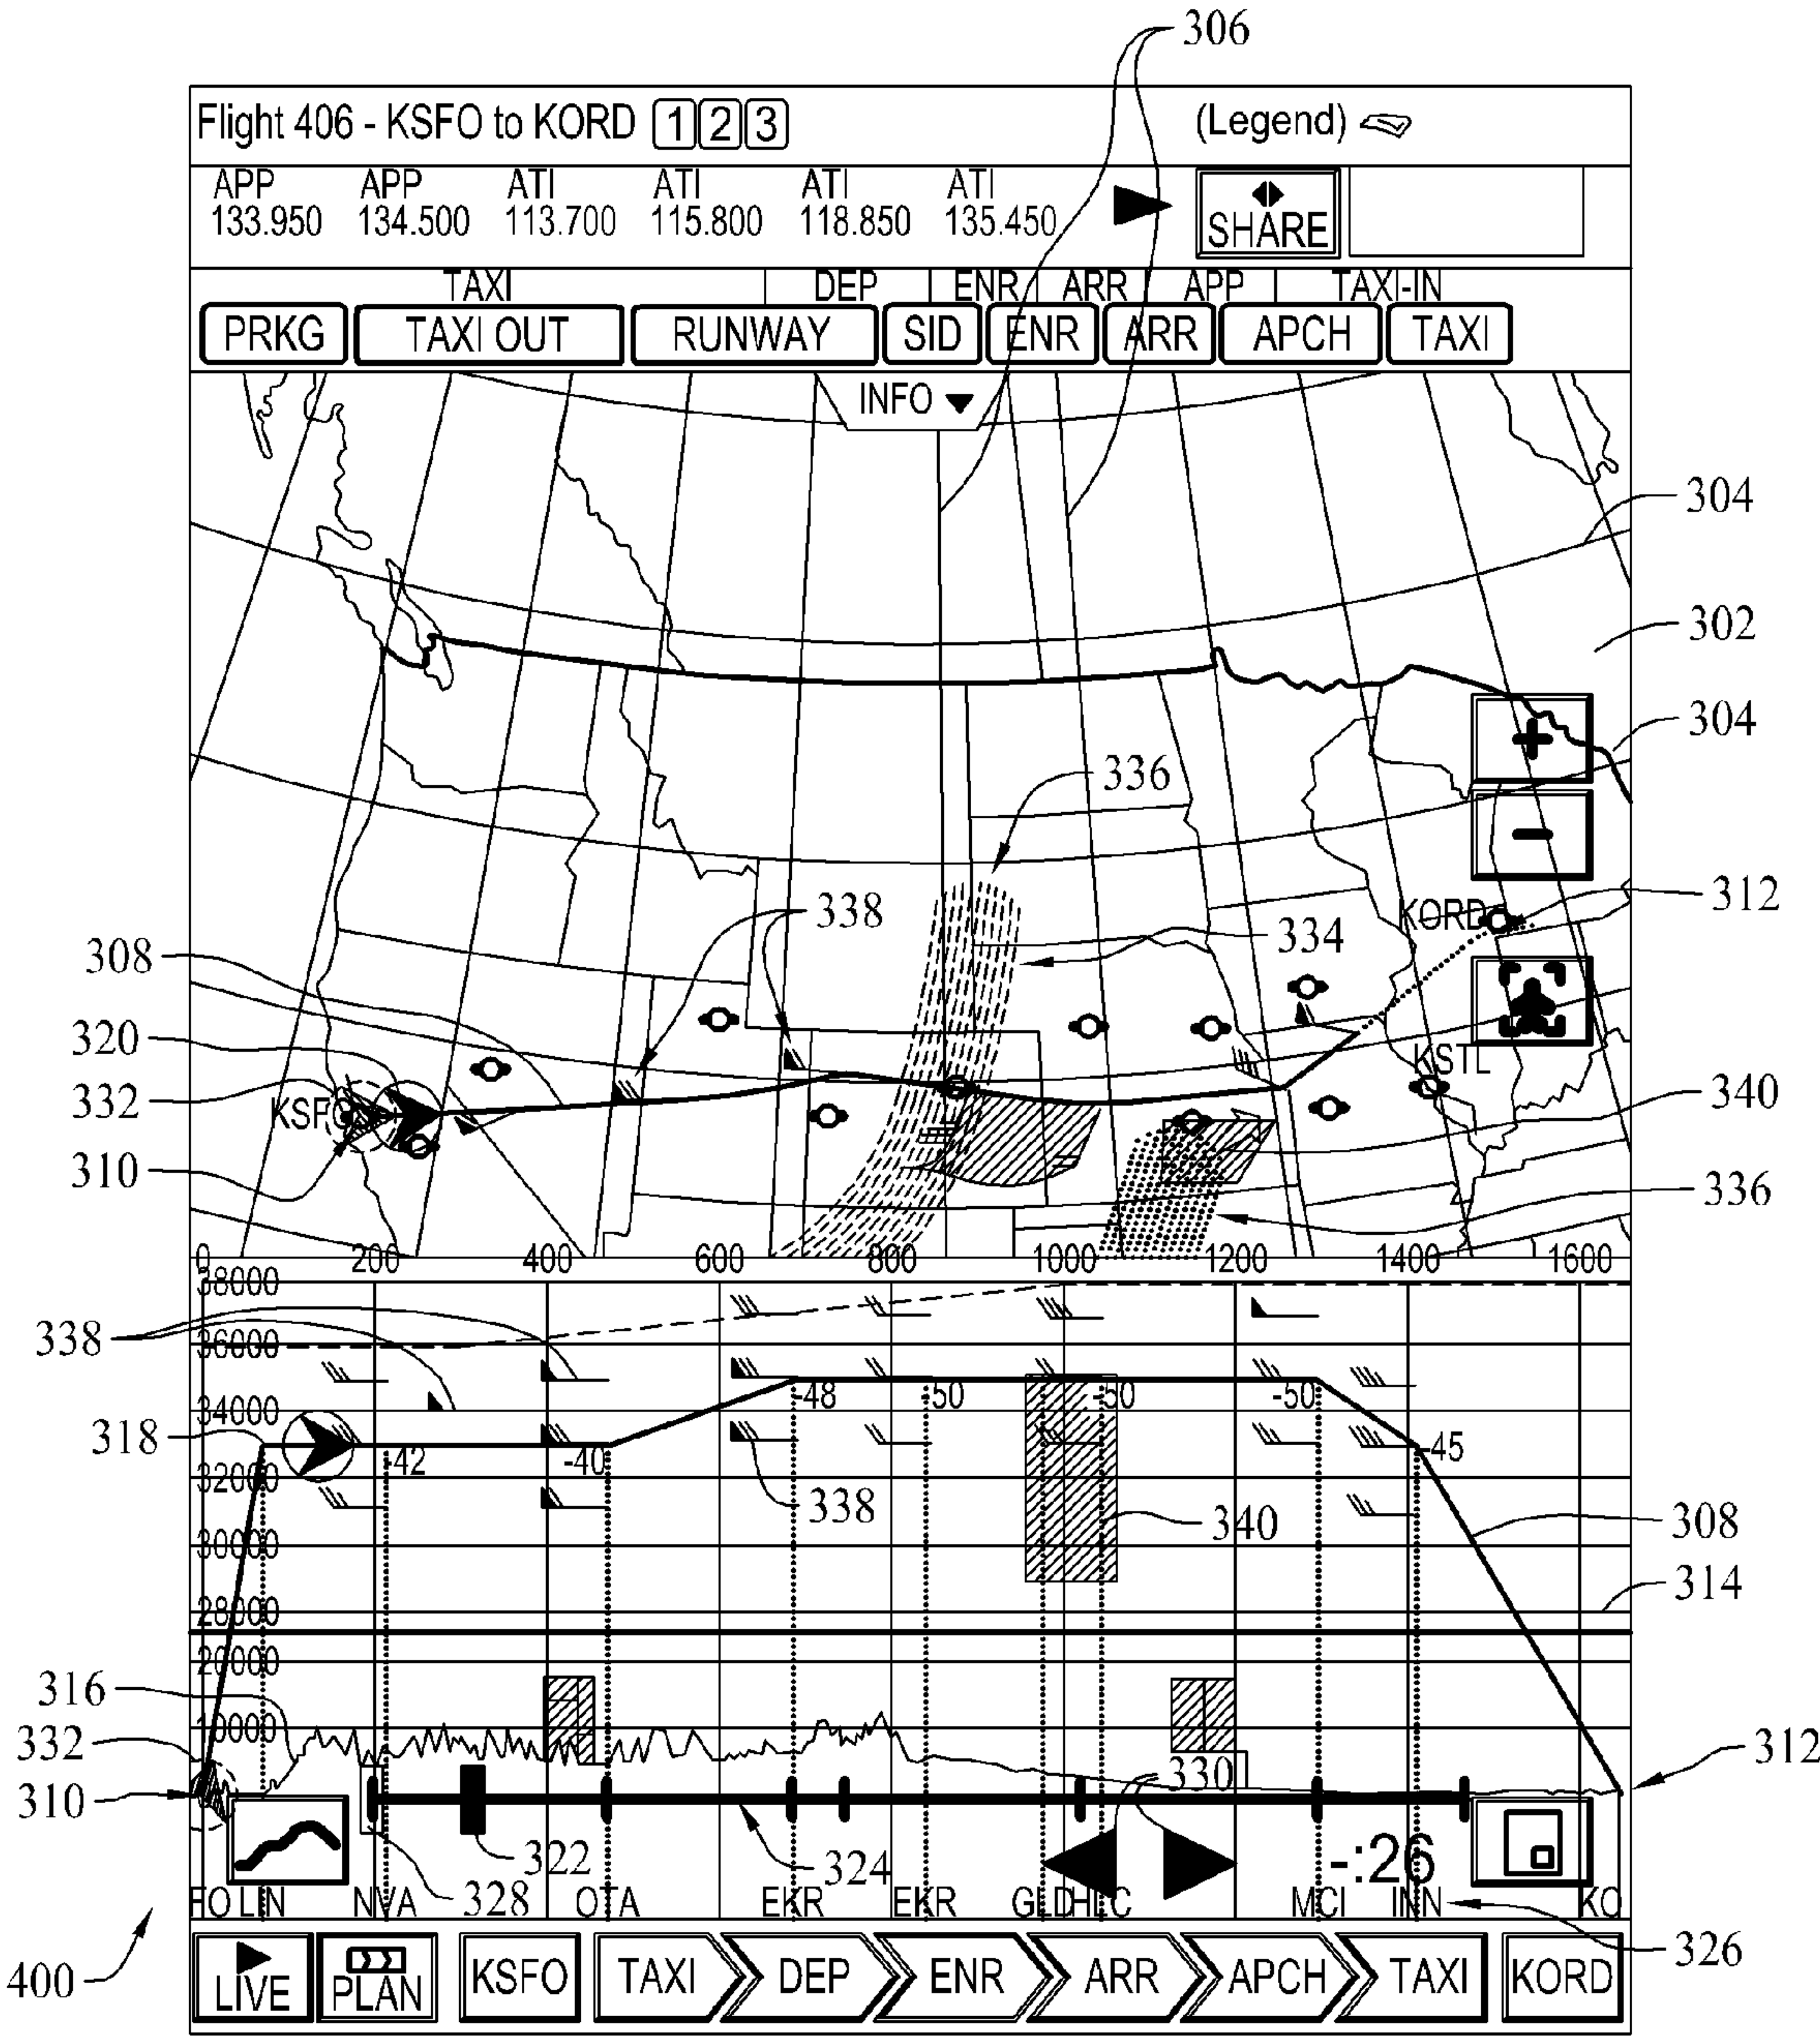 306
Flight 406 - KSFO to KORD 1 2 3 (Legend)
APP APP ATI ATI ATI ATI
133.950 134.500 113.700 115.800 118.850 135.450 SHARE
TAXI DEP ENR ARR APP TAXI-IN
PRKG TAXI OUT RUNWAY SID ENR ARR APCH TAXI
INFO
304
302
304
336
338
334
KORD
312
308
320
332
KSFO
KSTL
340
310
336
0 200 400 600 800 1000 1200 1400 1600
38000
338
36000
34000
318
-48 -50 -50 -50
-42 -40 -45
32000
338
340
308
30000
314
28000
20000
316
10000
332
330
312
310
322
324
-:26
328
FO LIN NVA OTA EKR EKR GLD HLC MCI INN KO
326
400
LIVE PLAN KSFO TAXI DEP ENR ARR APCH TAXI KORD